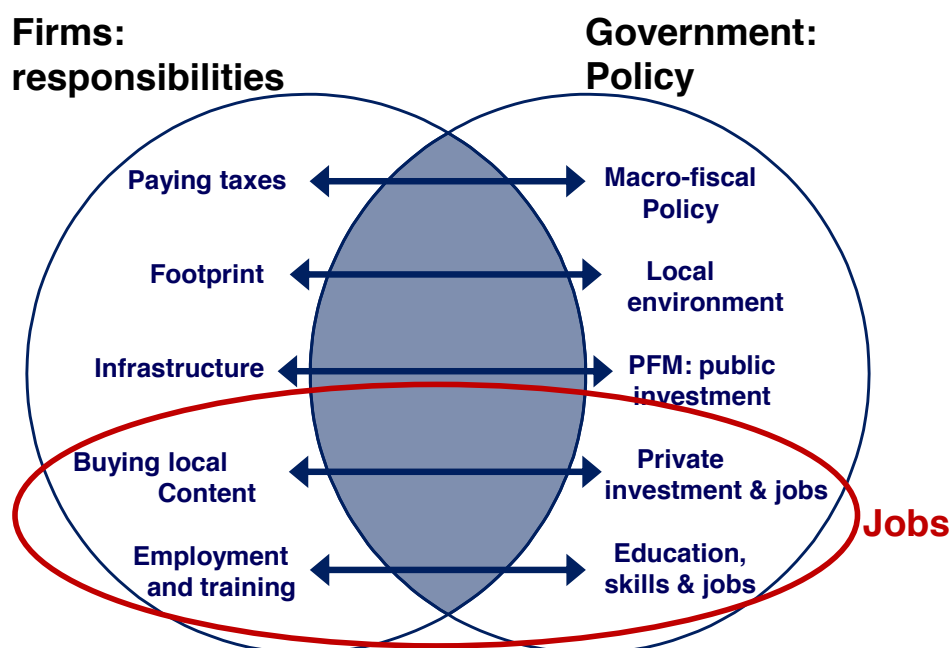 Firms:
responsibilities
Government:
Policy
Paying taxes
Macro-fiscal
Policy
Footprint
Local
environment
Infrastructure
PFM: public
investment
Buying local
Content
Private
investment & jobs
Jobs
Employment
and training
Education,
skills & jobs